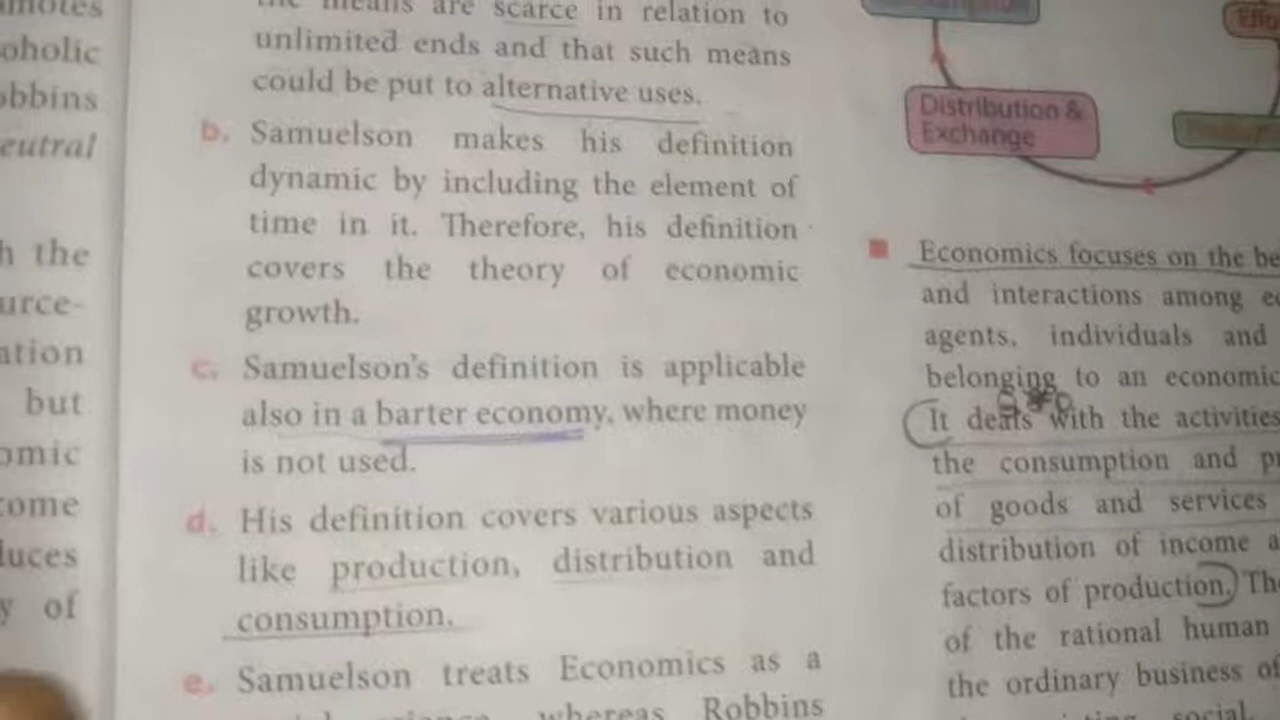 oholic
the means are scarce in relation to
unlimited ends and that such means
could be put to alternative uses.
b. Samuelson makes his definition
dynamic by including the element of
time in it. Therefore, his definition
covers the theory of economic
growth.
c. Samuelson's definition is applicable
also in a barter economy, where money
is not used.
d. His definition covers various aspects
like production, distribution and
consumption.
e. Samuelson treats Economics as a
whereas Robbins
h the
but
y of
Distribution &
Exchange
Economics focuses on the be
and interactions among ec
agents, individuals and
belonging to an economic
It deals with the activities
the consumption and pr
of goods and services
distribution of income a
factors of production. Th
of the rational human
the ordinary business of
social,